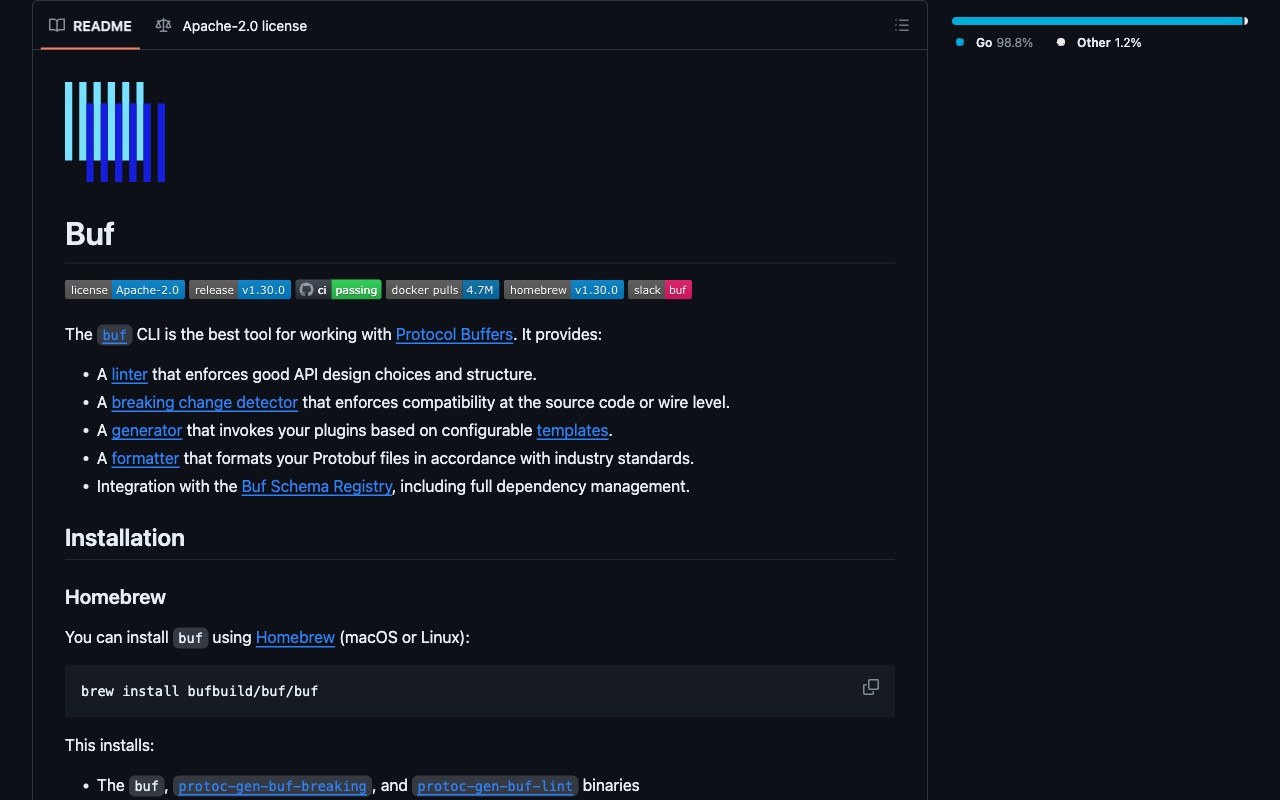 README Apache-2.0 license
Go 98.8% Other 1.2%
Buf
license Apache-2.0 release v1.30.0 ci passing docker pulls 4.7M homebrew v1.30.0 slack buf
The buf CLI is the best tool for working with Protocol Buffers. It provides:
• A linter that enforces good API design choices and structure.
• A breaking change detector that enforces compatibility at the source code or wire level.
• A generator that invokes your plugins based on configurable templates.
• A formatter that formats your Protobuf files in accordance with industry standards.
• Integration with the Buf Schema Registry, including full dependency management.
Installation
Homebrew
You can install buf using Homebrew (macOS or Linux):
brew install bufbuild/buf/buf
This installs:
• The buf, protoc-gen-buf-breaking, and protoc-gen-buf-lint binaries